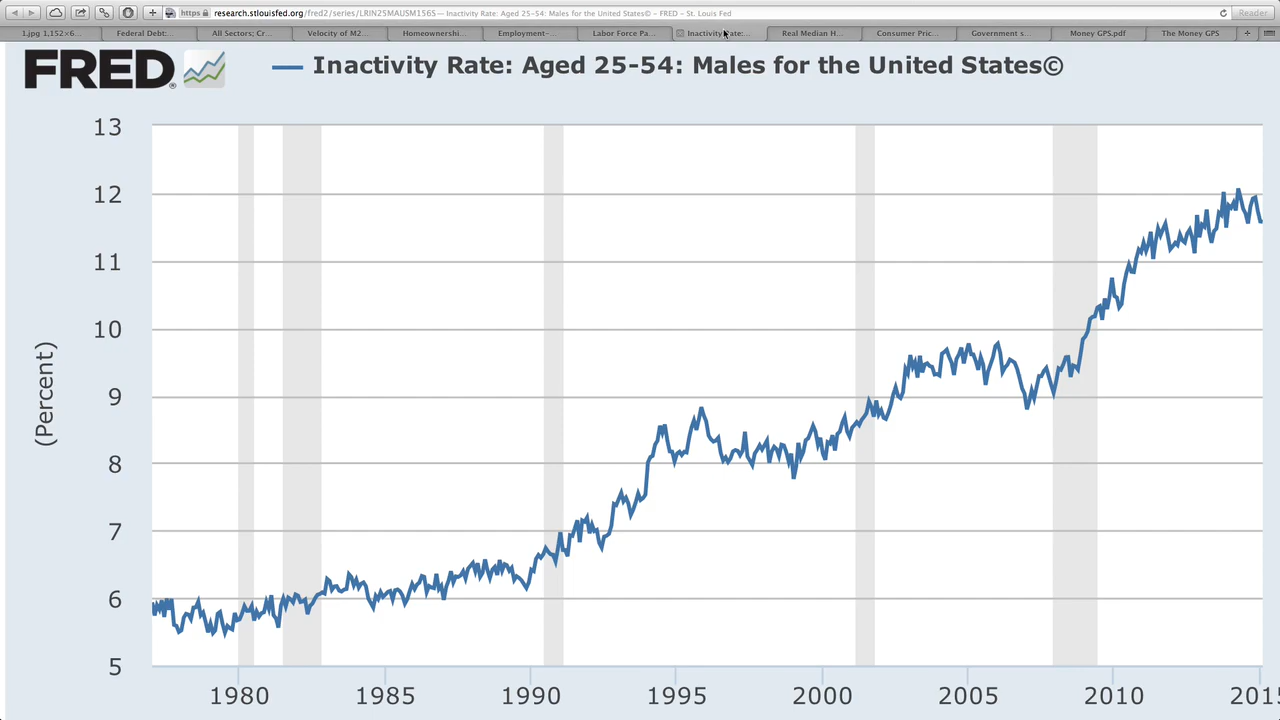 https research.stlouisfed.org/fred2/series/LRIN25MAUSM156S — Inactivity Rate: Aged 25-54: Males for the United States© – FRED – St. Louis Fed Reader
1.jpg 1,152×6... Federal Debt:... All Sectors; Cr... Velocity of M2... Homeownershi... Employment-... Labor Force Pa... Inactivity Rate:... Real Median H... Consumer Pric... Government s... Money GPS.pdf The Money GPS
FRED® Inactivity Rate: Aged 25-54: Males for the United States©
13
12
11
10
9
8
7
6
5
(Percent)
1980 1985 1990 1995 2000 2005 2010 201